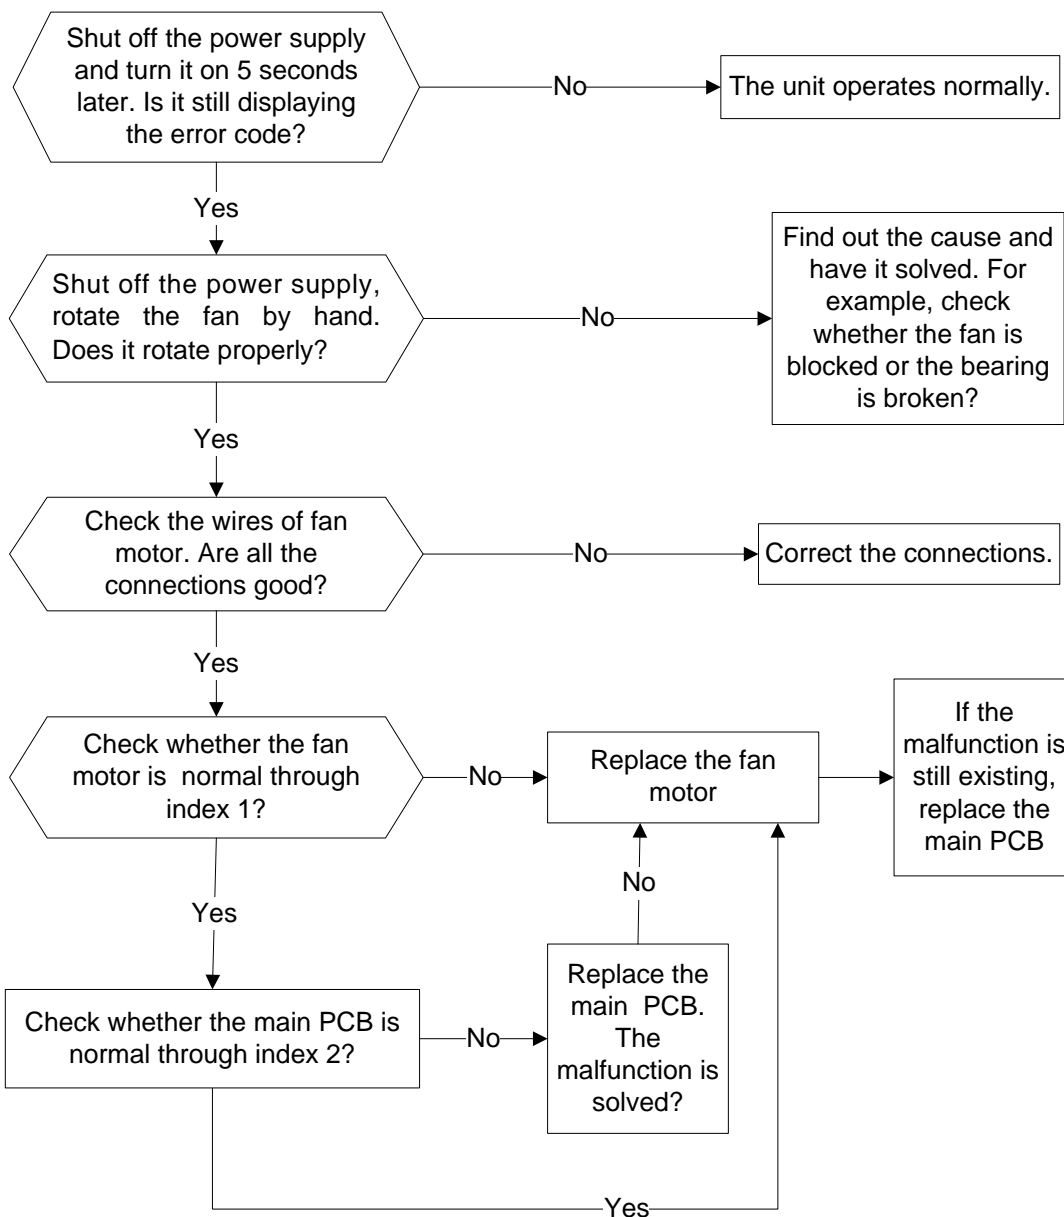 Shut off the power supply
and turn it on 5 seconds
later. Is it still displaying
the error code?
No
The unit operates normally.
Yes
Shut off the power supply,
rotate the fan by hand.
Does it rotate properly?
No
Find out the cause and
have it solved. For
example, check
whether the fan is
blocked or the bearing
is broken?
Yes
Check the wires of fan
motor. Are all the
connections good?
No
Correct the connections.
Yes
Check whether the fan
motor is normal through
index 1?
No
Replace the fan
motor
If the
malfunction is
still existing,
replace the
main PCB
Yes
No
Check whether the main PCB is
normal through index 2?
No
Replace the
main PCB.
The
malfunction is
solved?
Yes